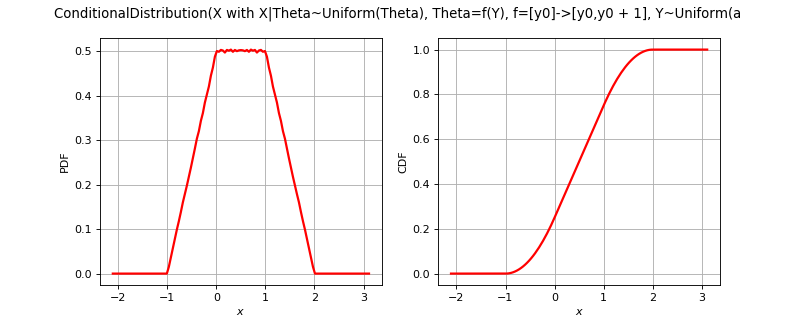 ConditionalDistribution(X with X|Theta~Uniform(Theta), Theta=f(Y), f=[y0]->[y0,y0 + 1], Y~Uniform(a
PDF
0.5
0.4
0.3
0.2
0.1
0.0
−2 −1 0 1 2 3
x
CDF
1.0
0.8
0.6
0.4
0.2
0.0
−2 −1 0 1 2 3
x